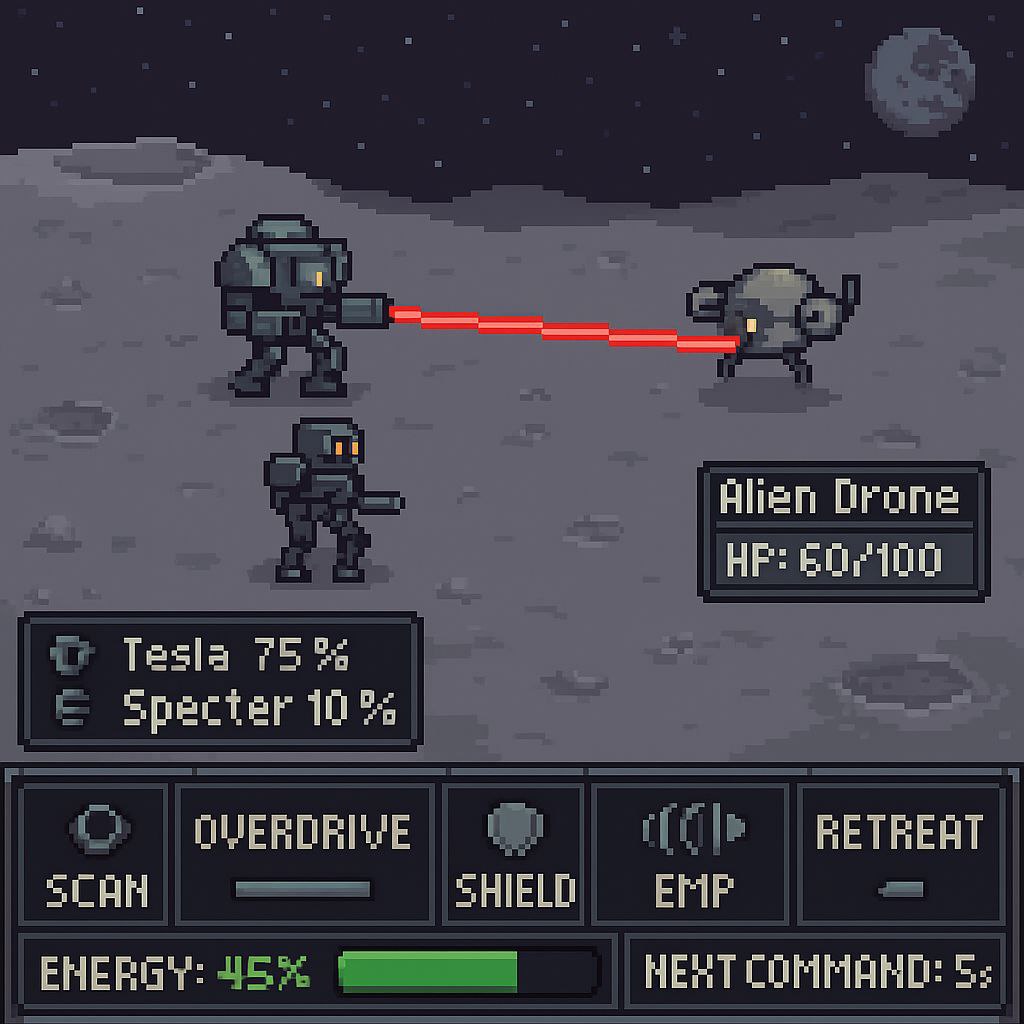 Alien Drone
HP: 60/100
Tesla 75%
Specter 10%
SCAN
OVERDRIVE
SHIELD
EMP
RETREAT
ENERGY: 45%
NEXT COMMAND: 5s